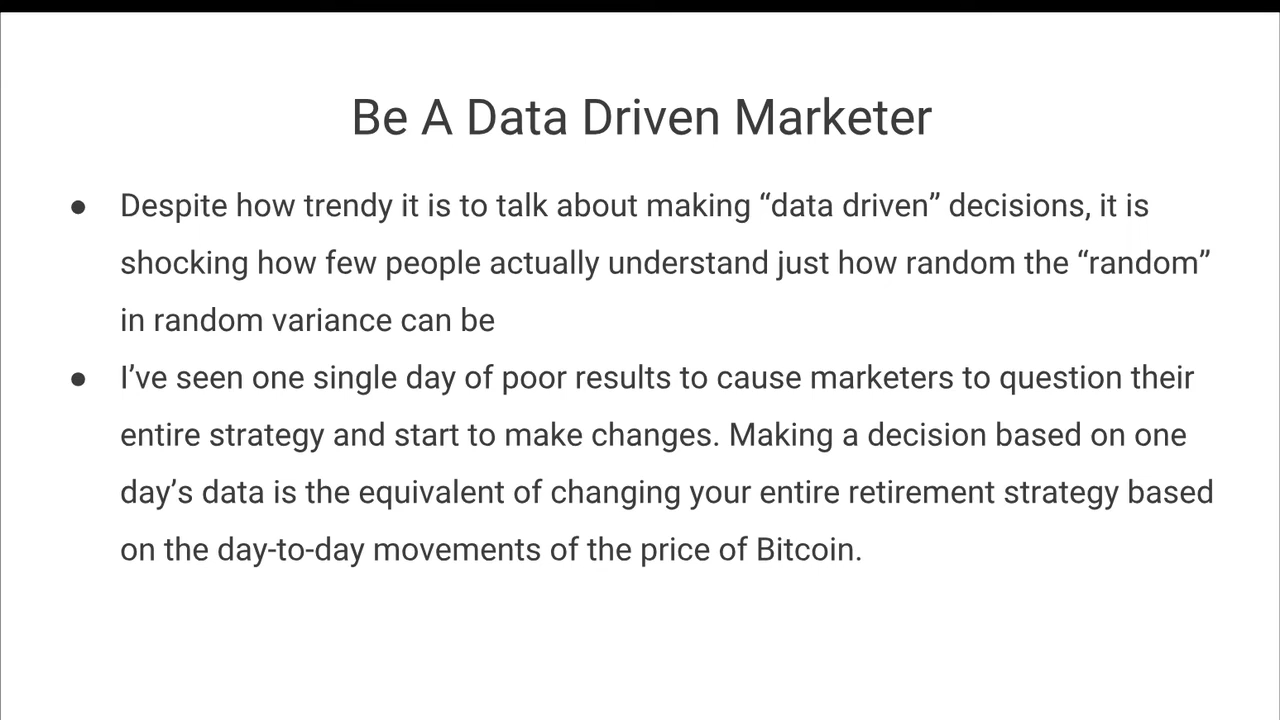 Be A Data Driven Marketer
● Despite how trendy it is to talk about making “data driven” decisions, it is
shocking how few people actually understand just how random the “random”
in random variance can be
● I’ve seen one single day of poor results to cause marketers to question their
entire strategy and start to make changes. Making a decision based on one
day’s data is the equivalent of changing your entire retirement strategy based
on the day-to-day movements of the price of Bitcoin.